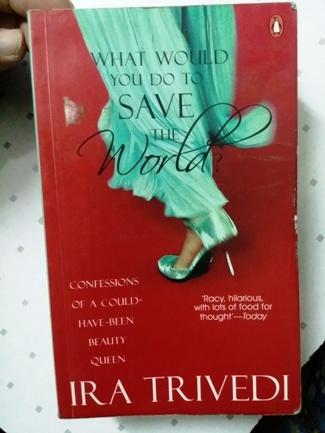 WHAT WOULD
YOU DO TO
SAVE
THE
World?
CONFESSIONS
OF A COULD-
HAVE-BEEN
BEAUTY
QUEEN
'Racy, hilarious,
with lots of food for
thought'—Today
IRA TRIVEDI